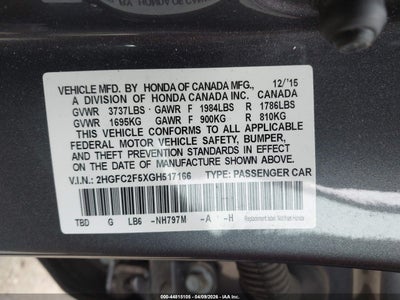 VEHICLE MFD. BY HONDA OF CANADA MFG., 12/'15
A DIVISION OF HONDA CANADA INC. CANADA
GVWR 3737LBS GAWR F 1984LBS R 1786LBS
GVWR 1695KG GAWR F 900KG R 810KG
THIS VEHICLE CONFORMS TO ALL APPLICABLE
FEDERAL MOTOR VEHICLE SAFETY, BUMPER,
AND THEFT PREVENTION STANDARDS IN EFFECT
ON THE DATE OF MANUFACTURE SHOWN ABOVE.
V.I.N.: 2HGFC2F5XGH517166 TYPE: PASSENGER CAR
TBD G LB6 -NH797M -A -H
000-44815105 - 04/09/2026 -